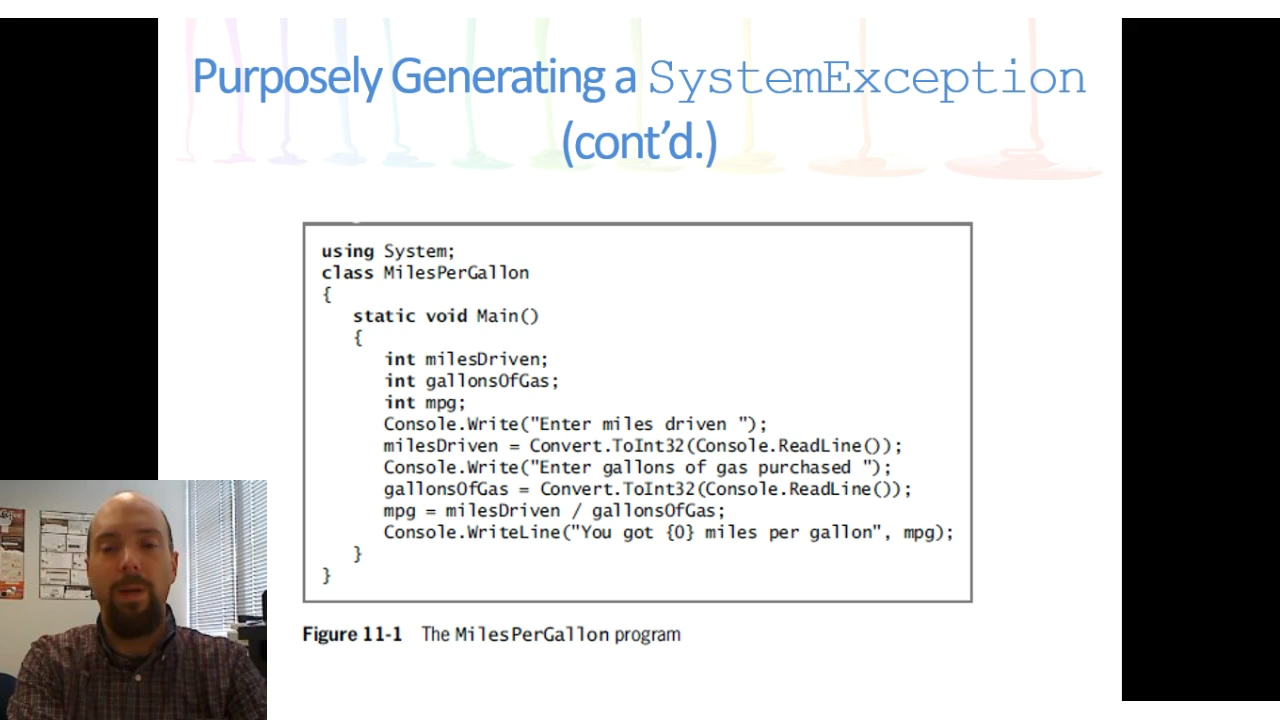 Purposely Generating a SystemException
(cont'd.)
using System;
class MilesPerGallon
{
static void Main()
{
int milesDriven;
int gallonsOfGas;
int mpg;
Console.Write("Enter miles driven ");
milesDriven = Convert.ToInt32(Console.ReadLine());
Console.Write("Enter gallons of gas purchased ");
gallonsOfGas = Convert.ToInt32(Console.ReadLine());
mpg = milesDriven / gallonsOfGas;
Console.WriteLine("You got {0} miles per gallon", mpg);
}
}
Figure 11-1 The MilesPerGallon program